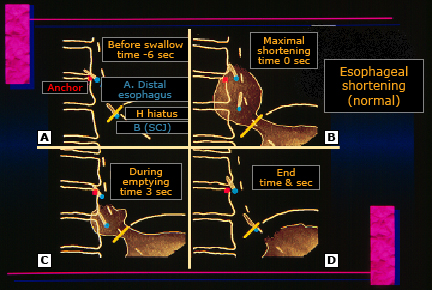 Before swallow
time -6 sec
Anchor
A. Distal
esophagus
H hiatus
B (SCJ)
A
Maximal
shortening
time 0 sec
B
Esophageal
shortening
(normal)
During
emptying
time 3 sec
C
End
time & sec
D